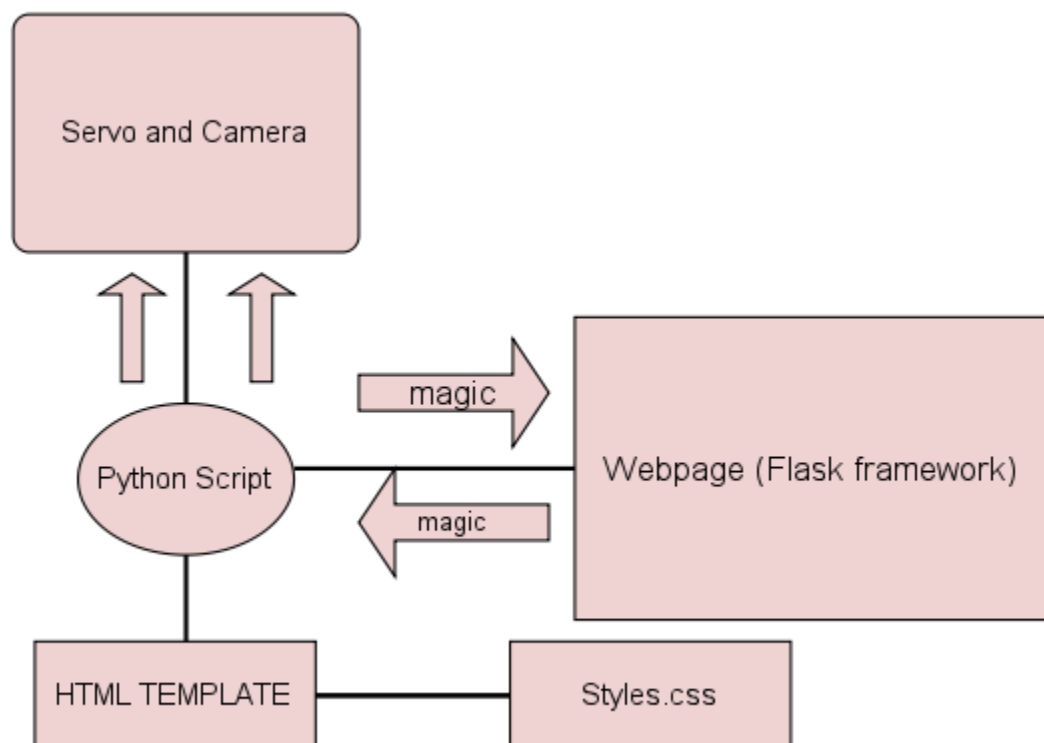 Servo and Camera
magic
Webpage (Flask framework)
Python Script
magic
HTML TEMPLATE
Styles.css